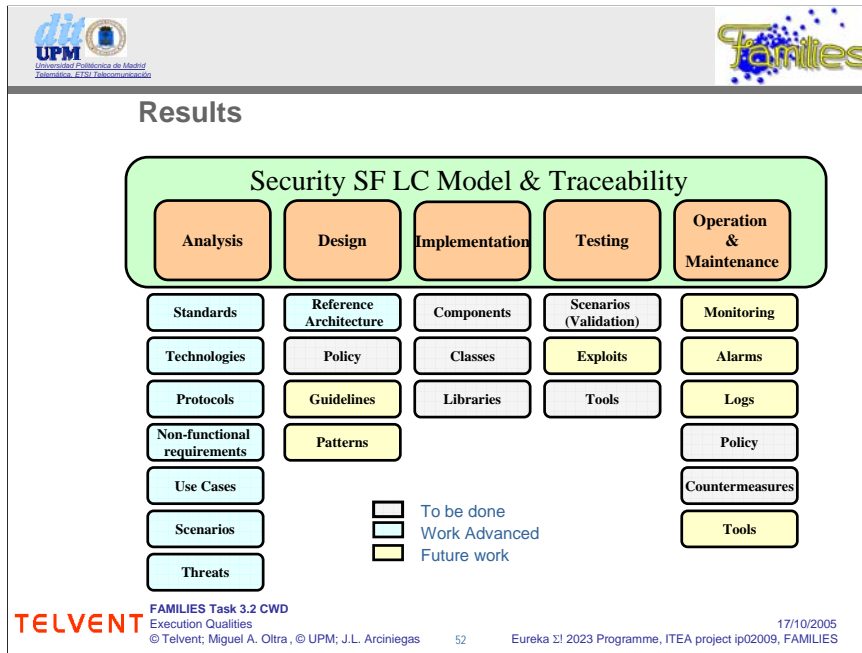 dit
UPM
Universidad Politécnica de Madrid
Telemática, ETSI Telecomunicación
Families
Results
Security SF LC Model & Traceability
Analysis
Design
Implementation
Testing
Operation
&
Maintenance
Standards
Technologies
Protocols
Non-functional
requirements
Use Cases
Scenarios
Threats
Reference
Architecture
Policy
Guidelines
Patterns
Components
Classes
Libraries
Scenarios
(Validation)
Exploits
Tools
Monitoring
Alarms
Logs
Policy
Countermeasures
Tools
To be done
Work Advanced
Future work
TELVENT
FAMILIES Task 3.2 CWD
Execution Qualities
© Telvent; Miguel A. Oltra , © UPM; J.L. Arciniegas
52
17/10/2005
Eureka Σ! 2023 Programme, ITEA project ip02009, FAMILIES